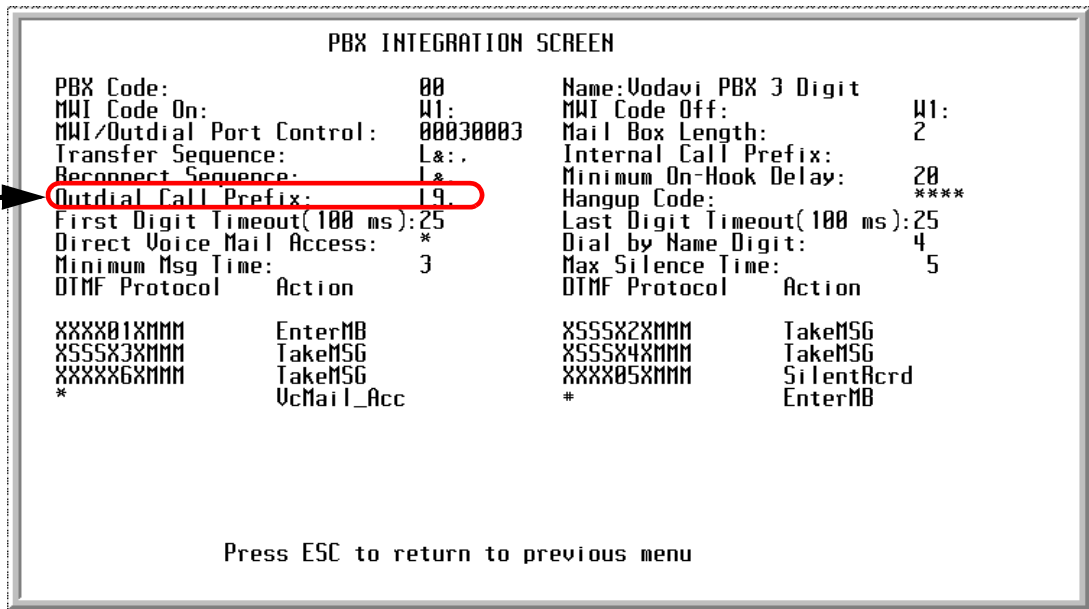 PBX INTEGRATION SCREEN
PBX Code: 00 Name:Vodavi PBX 3 Digit
MWI Code On: W1: MWI Code Off: W1:
MWI/Outdial Port Control: 00030003 Mail Box Length: 2
Transfer Sequence: L&:, Internal Call Prefix:
Reconnect Sequence: L&, Minimum On-Hook Delay: 20
Outdial Call Prefix: L9, Hangup Code: ****
First Digit Timeout(100 ms):25 Last Digit Timeout(100 ms):25
Direct Voice Mail Access: * Dial by Name Digit: 4
Minimum Msg Time: 3 Max Silence Time: 5
DTMF Protocol Action DTMF Protocol Action
XXXX01XMMM EnterMB XSSSX2XMMM TakeMSG
XSSSX3XMMM TakeMSG XSSSX4XMMM TakeMSG
XXXXX6XMMM TakeMSG XXXX05XMMM SilentRcrd
* VcMail_Acc # EnterMB
Press ESC to return to previous menu